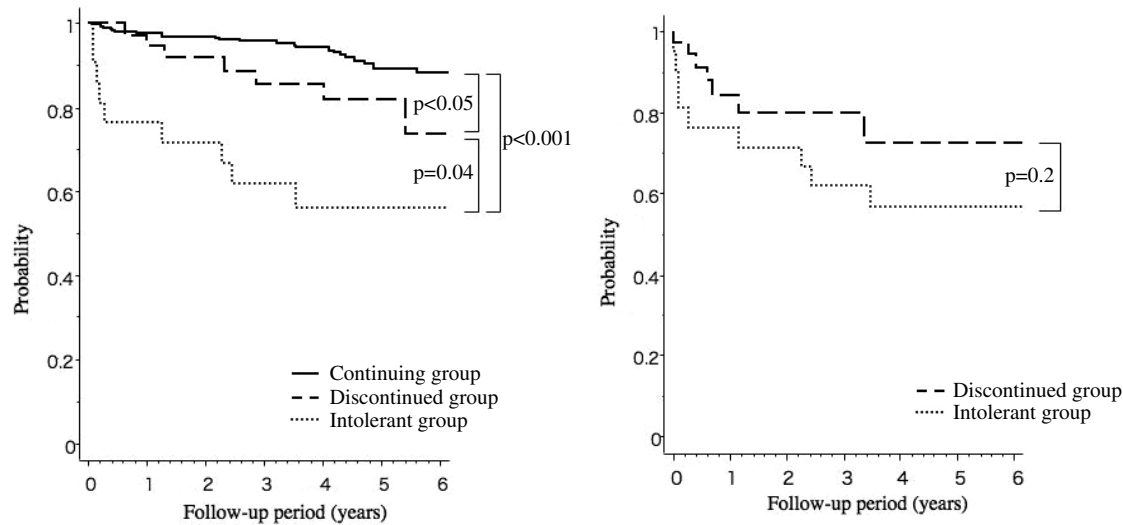 1
0.8
0.6
0.4
0.2
0
Probability
0 1 2 3 4 5 6
Follow-up period (years)
p<0.05
p=0.04
p<0.001
Continuing group
Discontinued group
Intolerant group
1
0.8
0.6
0.4
0.2
0
Probability
0 1 2 3 4 5 6
Follow-up period (years)
p=0.2
Discontinued group
Intolerant group